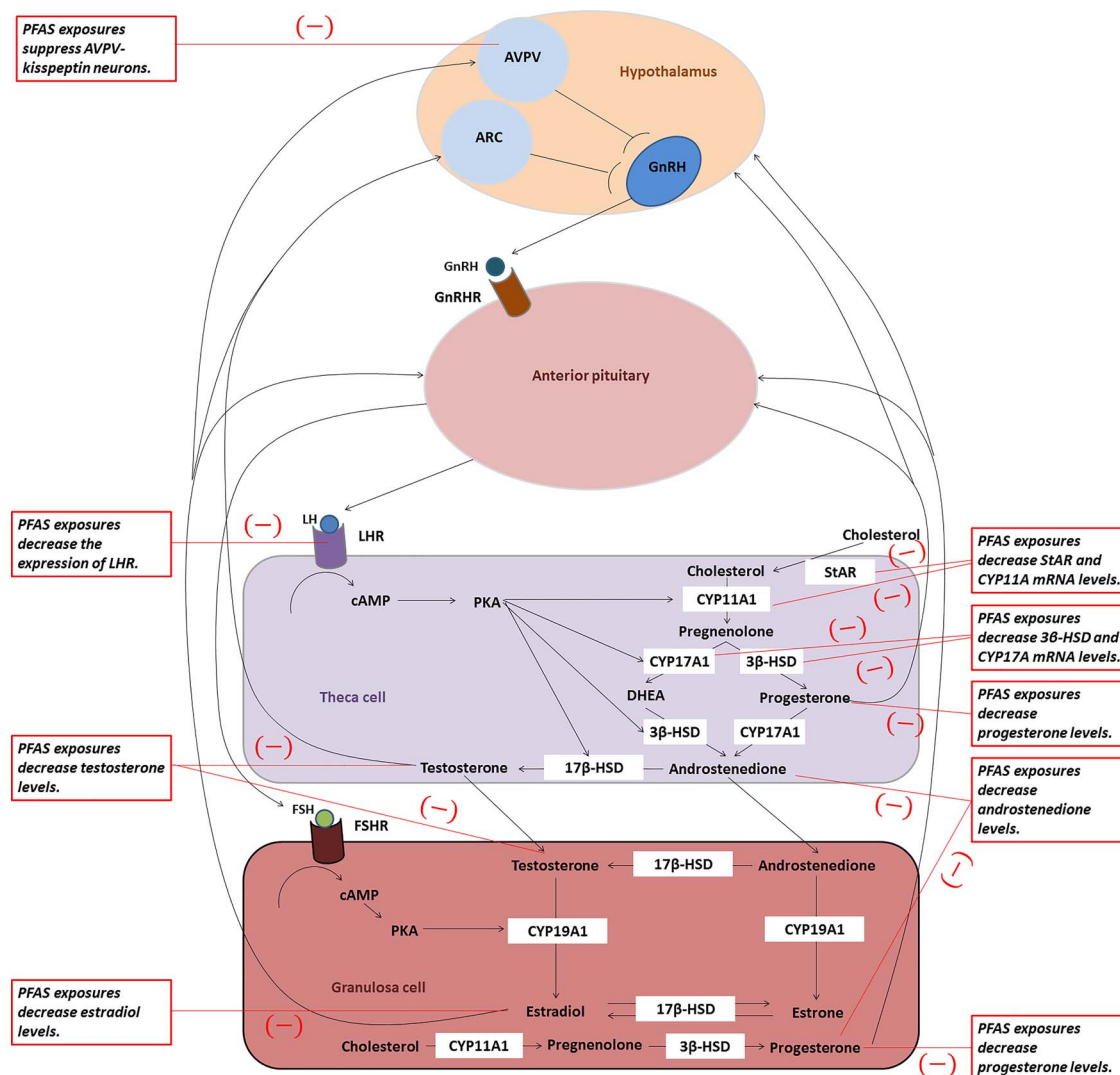 PFAS exposures
suppress AVPV-
kisspeptin neurons.
(—)
AVPV
Hypothalamus
ARC
GnRH
GnRH
GnRHR
Anterior pituitary
PFAS exposures
decrease the
expression of LHR.
(—)
LH
LHR
Cholesterol
(—)
PFAS exposures
decrease StAR and
CYP11A mRNA levels.
Cholesterol
StAR
cAMP
PKA
CYP11A1
(—)
Pregnenolone
(—)
PFAS exposures
decrease 3β-HSD and
CYP17A mRNA levels.
CYP17A1
3β-HSD
(—)
Theca cell
DHEA
Progesterone
PFAS exposures
decrease
progesterone levels.
3β-HSD
CYP17A1
(—)
PFAS exposures
decrease testosterone
levels.
(—)
Testosterone
17β-HSD
Androstenedione
PFAS exposures
decrease
androstenedione
levels.
(—)
(—)
FSH
FSHR
Testosterone
17β-HSD
Androstenedione
(—)
cAMP
PKA
CYP19A1
CYP19A1
Granulosa cell
PFAS exposures
decrease estradiol
levels.
(—)
Estradiol
17β-HSD
Estrone
Cholesterol
CYP11A1
Pregnenolone
3β-HSD
Progesterone
(—)
PFAS exposures
decrease
progesterone levels.